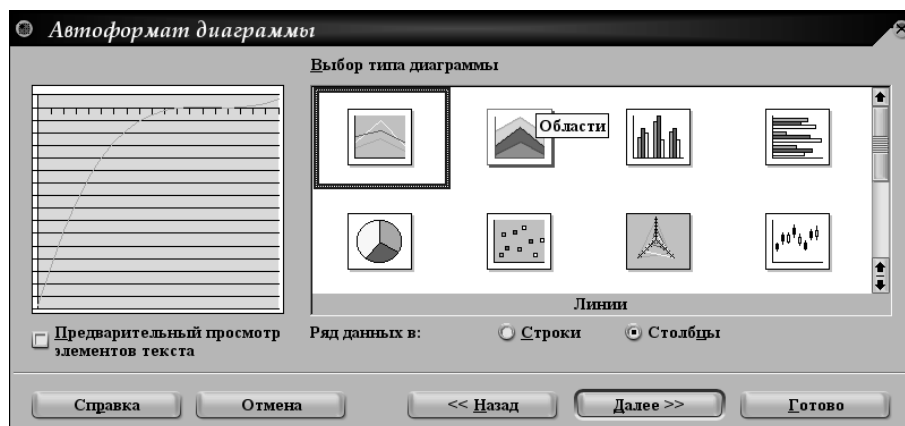 Автоформат диаграммы
Выбор типа диаграммы
Области
Линии
Предварительный просмотр
элементов текста
Ряд данных в:
Строки
Столбцы
Справка
Отмена
<< Назад
Далее >>
Готово